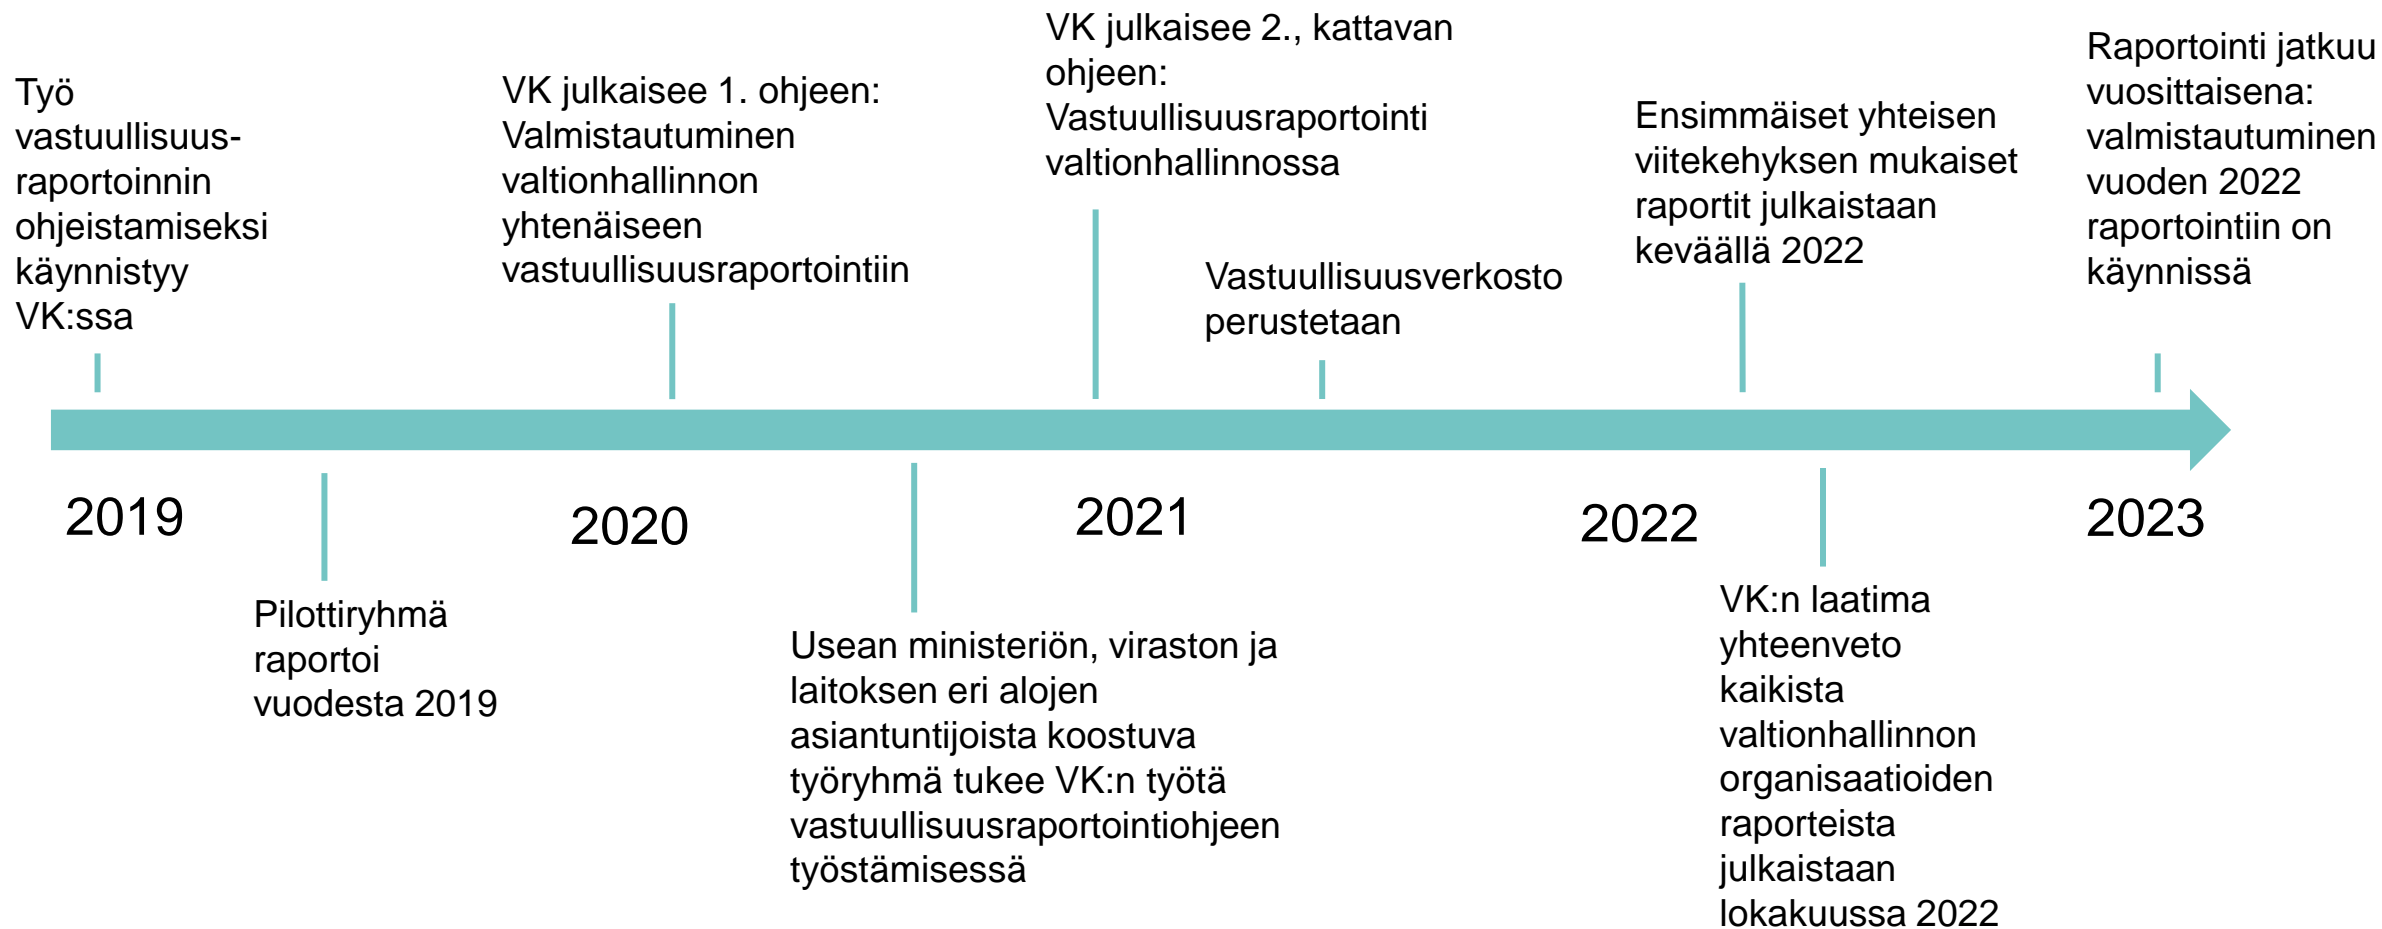 Työ
vastuullisuus-
raportoinnin
ohjeistamiseksi
käynnistyy
VK:ssa
VK julkaisee 1. ohjeen:
Valmistautuminen
valtionhallinnon
yhtenäiseen
vastuullisuusraportointiin
VK julkaisee 2., kattavan
ohjeen:
Vastuullisuusraportointi
valtionhallinnossa
Vastuullisuusverkosto
perustetaan
Ensimmäiset yhteisen
viitekehyksen mukaiset
raportit julkaistaan
keväällä 2022
Raportointi jatkuu
vuosittaisena:
valmistautuminen
vuoden 2022
raportointiin on
käynnissä
2019
2020
2021
2022
2023
Pilottiryhmä
raportoi
vuodesta 2019
Usean ministeriön, viraston ja
laitoksen eri alojen
asiantuntijoista koostuva
työryhmä tukee VK:n työtä
vastuullisuusraportointiohjeen
työstämisessä
VK:n laatima
yhteenveto
kaikista
valtionhallinnon
organisaatioiden
raporteista
julkaistaan
lokakuussa 2022